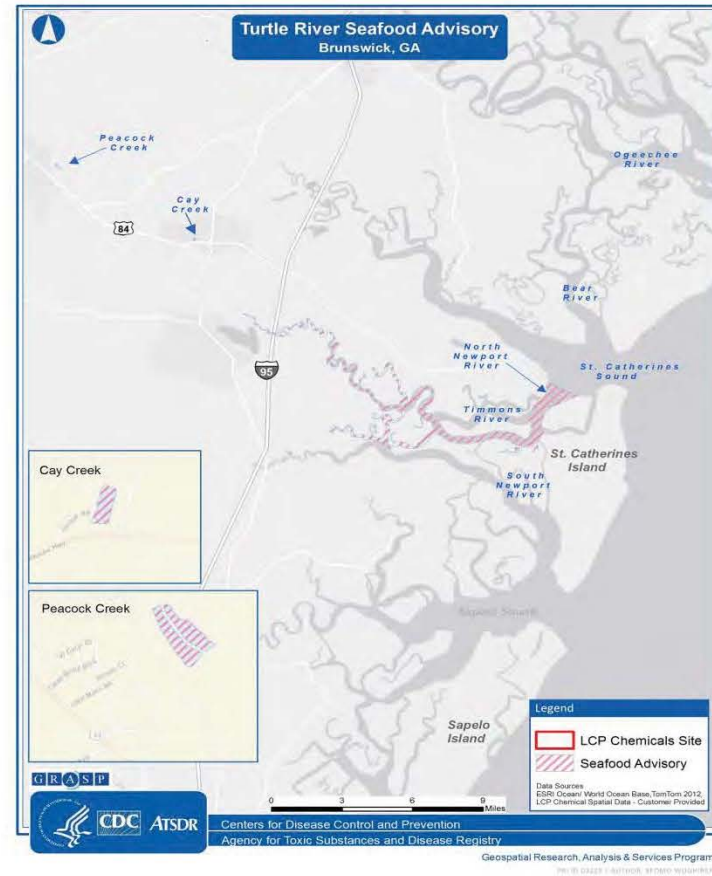 Turtle River Seafood Advisory
Brunswick, GA
Peacock
Creek
Ogeechee
River
Cay
Creek
84
Bear
River
North
Newport
River
St. Catherines
Sound
95
Timmons
River
St. Catherines
Island
South
Newport
River
Cay Creek
Peacock Creek
Sapelo Sound
Sapelo
Island
Legend
LCP Chemicals Site
Seafood Advisory
Data Sources
ESRI Ocean/ World Ocean Base,TomTom 2012,
LCP Chemical Spatial Data - Customer Provided
GRASP
0 3 6 9
Miles
CDC ATSDR
Centers for Disease Control and Prevention
Agency for Toxic Substances and Disease Registry
Geospatial Research, Analysis & Services Program